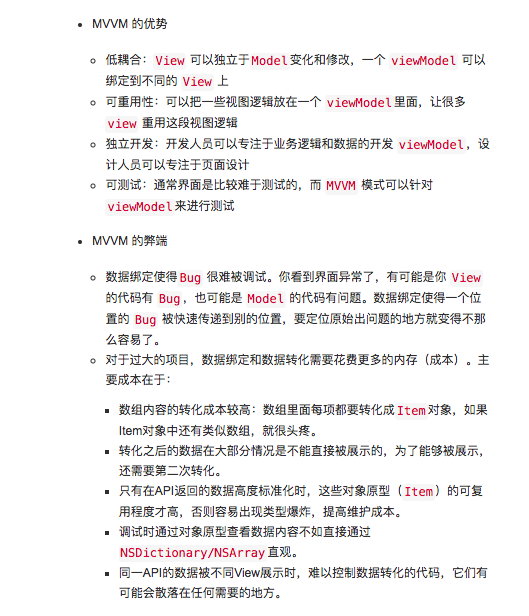 MVVM 的优势
低耦合：View 可以独立于Model变化和修改，一个 viewModel 可以
绑定到不同的 View 上
可重用性：可以把一些视图逻辑放在一个 viewModel里面，让很多
view 重用这段视图逻辑
独立开发：开发人员可以专注于业务逻辑和数据的开发 viewModel，设
计人员可以专注于页面设计
可测试：通常界面是比较难于测试的，而 MVVM 模式可以针对
viewModel来进行测试
MVVM 的弊端
数据绑定使得Bug 很难被调试。你看到界面异常了，有可能是你 View
的代码有 Bug，也可能是 Model 的代码有问题。数据绑定使得一个位
置的 Bug 被快速传递到别的位置，要定位原始出问题的地方就变得不那
么容易了。
对于过大的项目，数据绑定和数据转化需要花费更多的内存（成本）。主
要成本在于：
数组内容的转化成本较高：数组里面每项都要转化成Item对象，如果
Item对象中还有类似数组，就很头疼。
转化之后的数据在大部分情况是不能直接被展示的，为了能够被展示，
还需要第二次转化。
只有在API返回的数据高度标准化时，这些对象原型（Item）的可复
用程度才高，否则容易出现类型爆炸，提高维护成本。
调试时通过对象原型查看数据内容不如直接通过
NSDictionary/NSArray直观。
同一API的数据被不同View展示时，难以控制数据转化的代码，它们有
可能会散落在任何需要的地方。